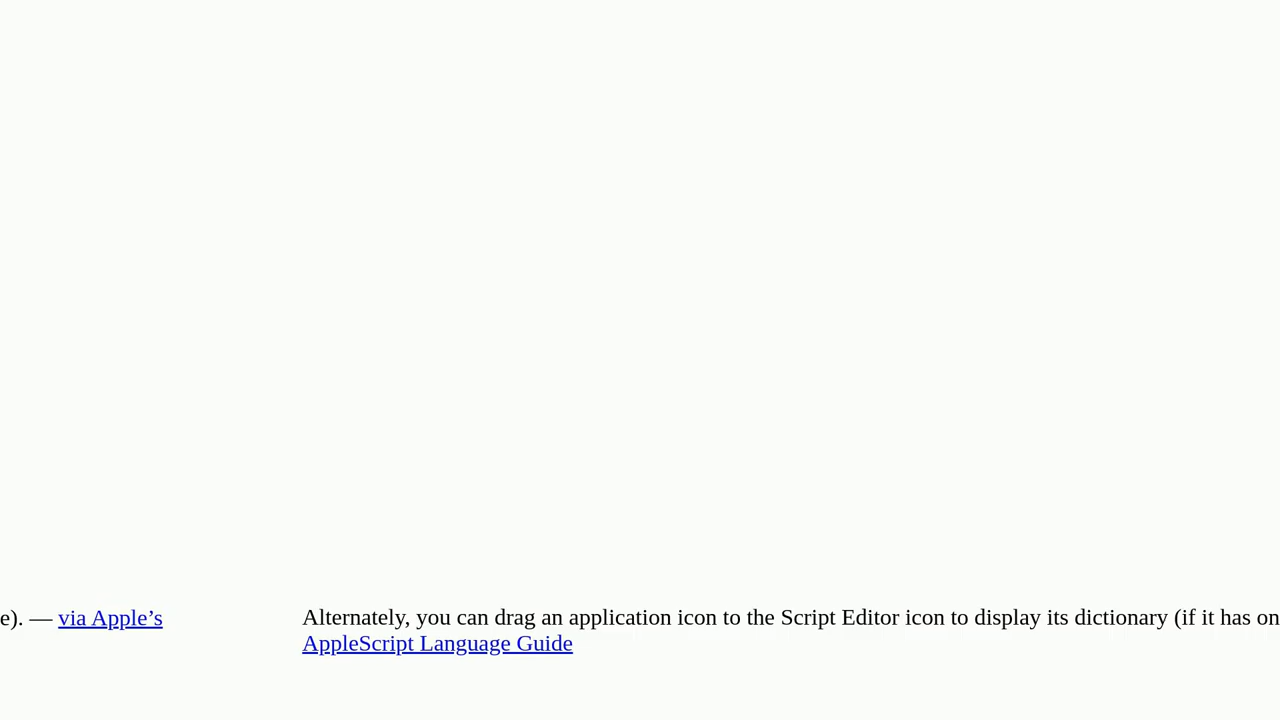 e). — via Apple’s
Alternately, you can drag an application icon to the Script Editor icon to display its dictionary (if it has on
AppleScript Language Guide